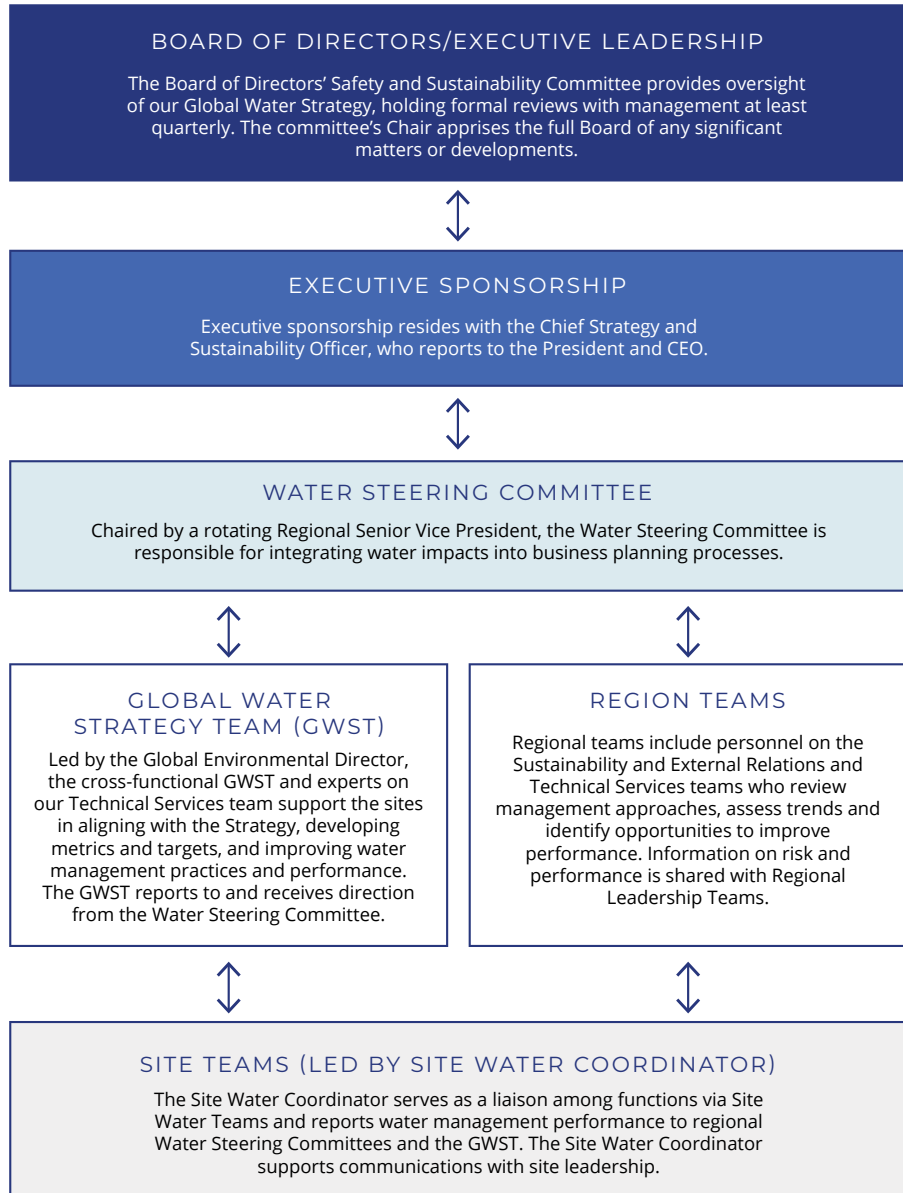 BOARD OF DIRECTORS/EXECUTIVE LEADERSHIP
The Board of Directors’ Safety and Sustainability Committee provides oversight
of our Global Water Strategy, holding formal reviews with management at least
quarterly. The committee’s Chair apprises the full Board of any significant
matters or developments.
EXECUTIVE SPONSORSHIP
Executive sponsorship resides with the Chief Strategy and
Sustainability Officer, who reports to the President and CEO.
WATER STEERING COMMITTEE
Chaired by a rotating Regional Senior Vice President, the Water Steering Committee is
responsible for integrating water impacts into business planning processes.
GLOBAL WATER
STRATEGY TEAM (GWST)
Led by the Global Environmental Director,
the cross-functional GWST and experts on
our Technical Services team support the sites
in aligning with the Strategy, developing
metrics and targets, and improving water
management practices and performance.
The GWST reports to and receives direction
from the Water Steering Committee.
REGION TEAMS
Regional teams include personnel on the
Sustainability and External Relations and
Technical Services teams who review
management approaches, assess trends and
identify opportunities to improve
performance. Information on risk and
performance is shared with Regional
Leadership Teams.
SITE TEAMS (LED BY SITE WATER COORDINATOR)
The Site Water Coordinator serves as a liaison among functions via Site
Water Teams and reports water management performance to regional
Water Steering Committees and the GWST. The Site Water Coordinator
supports communications with site leadership.